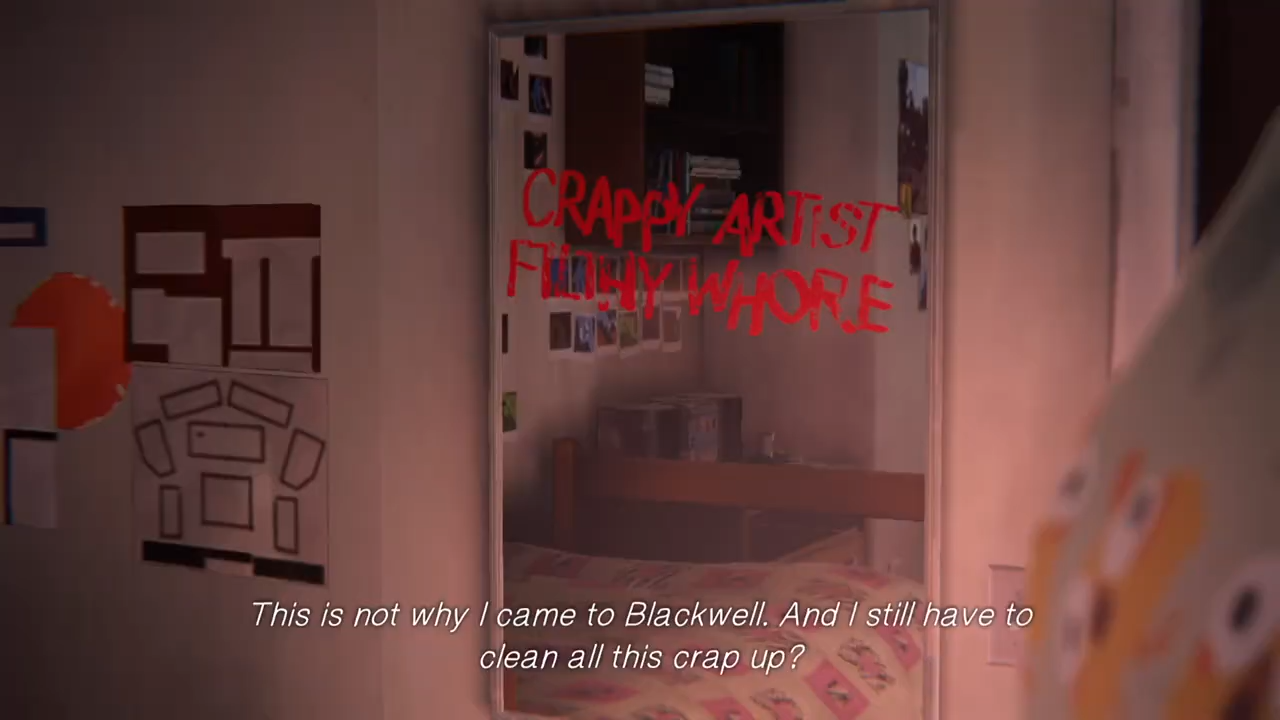 CRAPPY ARTIST
FILTHY WHORE
This is not why I came to Blackwell. And I still have to
clean all this crap up?